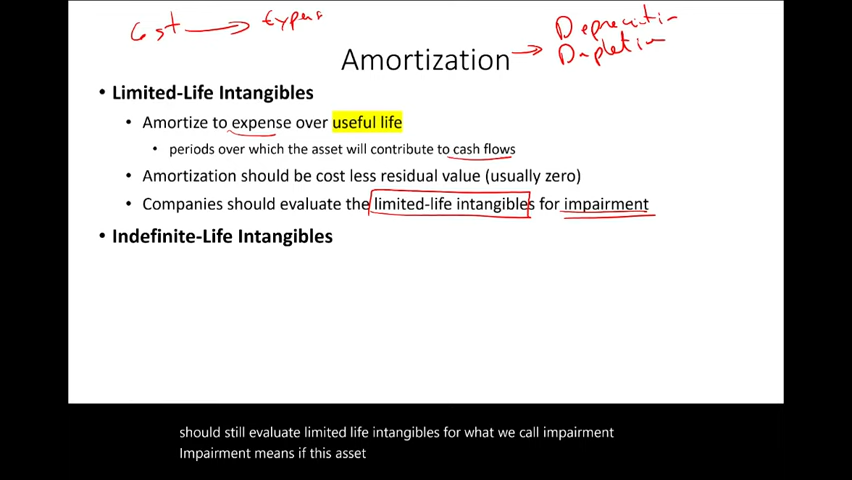 Cost → Expens
Depreciation
Depletion
Amortization →
• Limited-Life Intangibles
• Amortize to expense over useful life
• periods over which the asset will contribute to cash flows
• Amortization should be cost less residual value (usually zero)
• Companies should evaluate the limited-life intangibles for impairment
• Indefinite-Life Intangibles
should still evaluate limited life intangibles for what we call impairment
Impairment means if this asset